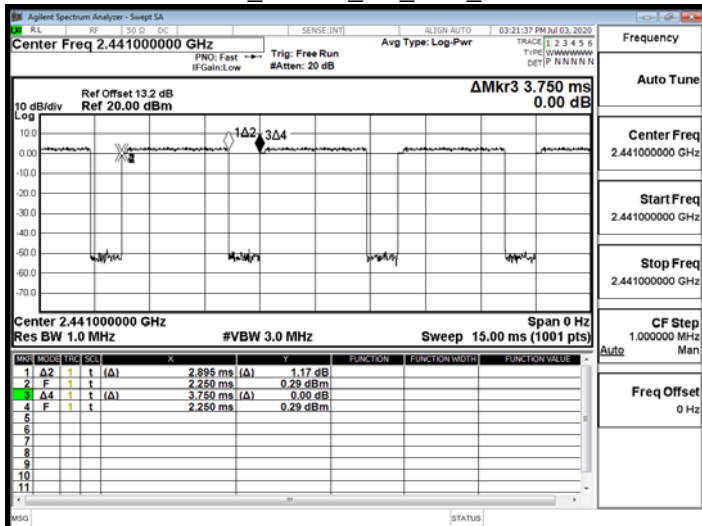 Agilent Spectrum Analyzer - Swept SA
RL RF 50 Ω DC SENSE:INT ALIGN AUTO 03:21:37 PM Jul 03, 2020
Center Freq 2.441000000 GHz
PNO: Fast
IFGain:Low
Trig: Free Run
#Atten: 20 dB
Avg Type: Log-Pwr
TRACE 1 2 3 4 5 6
TYPE WWWWWW
DET P N N N N N
Ref Offset 13.2 dB
Ref 20.00 dBm
ΔMkr3 3.750 ms
0.00 dB
10 dB/div
Log
10.0
0.00
-10.0
-20.0
-30.0
-40.0
-50.0
-60.0
-70.0
1Δ2
3Δ4
Center 2.441000000 GHz
Span 0 Hz
Res BW 1.0 MHz
#VBW 3.0 MHz
Sweep 15.00 ms (1001 pts)
MKR MODE TRC SCL X Y FUNCTION FUNCTION WIDTH FUNCTION VALUE
1 Δ2 1 t (Δ) 2.895 ms (Δ) 1.17 dB
2 F 1 t 2.250 ms 0.29 dBm
3 Δ4 1 t (Δ) 3.750 ms (Δ) 0.00 dB
4 F 1 t 2.250 ms 0.29 dBm
5
6
7
8
9
10
11
MSG
STATUS
Frequency
Auto Tune
Center Freq
2.441000000 GHz
Start Freq
2.441000000 GHz
Stop Freq
2.441000000 GHz
CF Step
1.000000 MHz
Auto Man
Freq Offset
0 Hz